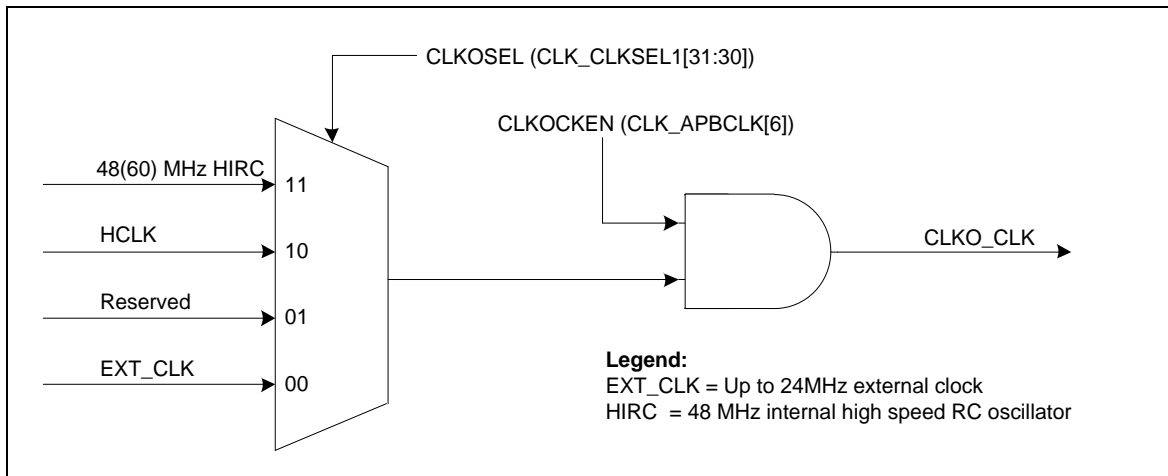 CLKOSEL (CLK_CLKSEL1[31:30])
CLKOCKEN (CLK_APBCLK[6])
48(60) MHz HIRC
11
HCLK
10
CLKO_CLK
Reserved
01
EXT_CLK
00
Legend:
EXT_CLK = Up to 24MHz external clock
HIRC = 48 MHz internal high speed RC oscillator